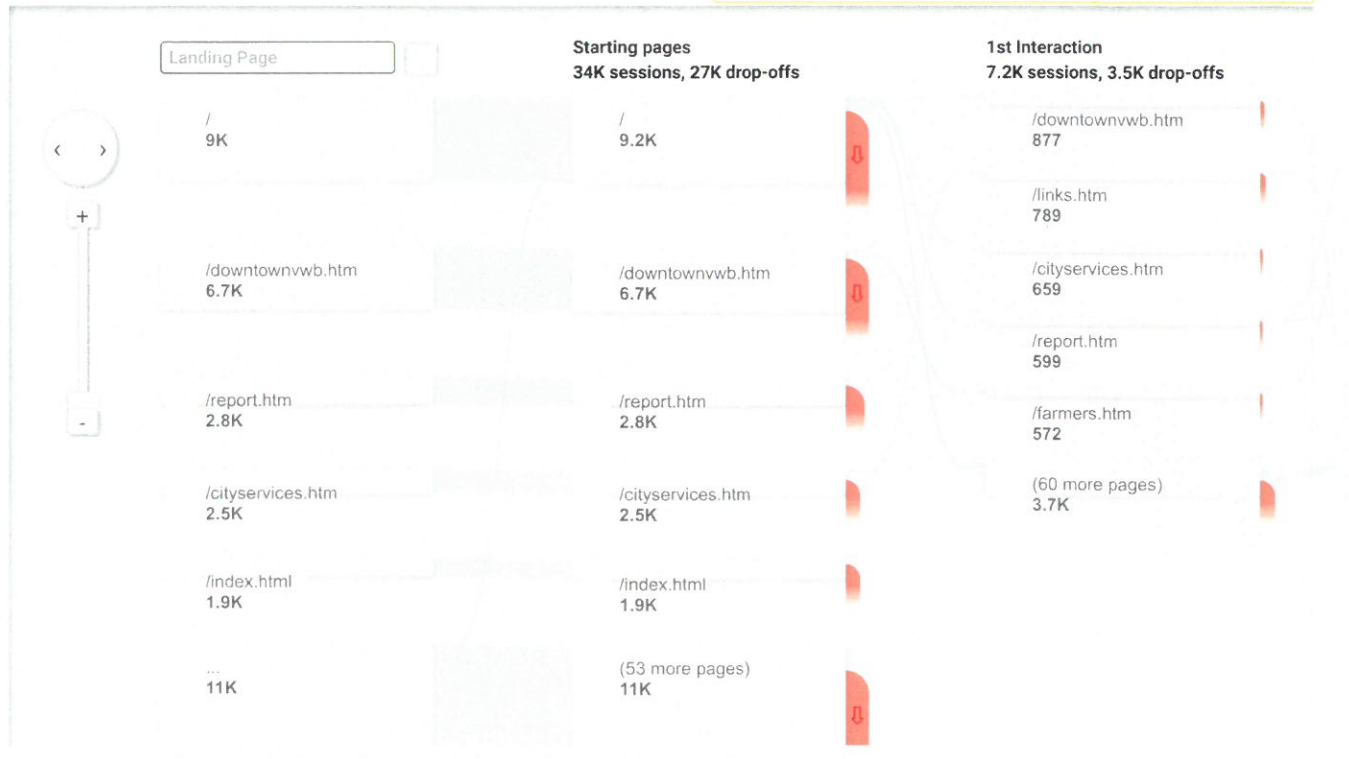 Landing Page
Starting pages
34K sessions, 27K drop-offs
1st Interaction
7.2K sessions, 3.5K drop-offs
/
9K
/downtownvwb.htm
6.7K
/report.htm
2.8K
/cityservices.htm
2.5K
/index.html
1.9K
...
11K
/
9.2K
/downtownvwb.htm
6.7K
/report.htm
2.8K
/cityservices.htm
2.5K
/index.html
1.9K
(53 more pages)
11K
/downtownvwb.htm
877
/links.htm
789
/cityservices.htm
659
/report.htm
599
/farmers.htm
572
(60 more pages)
3.7K
+
-